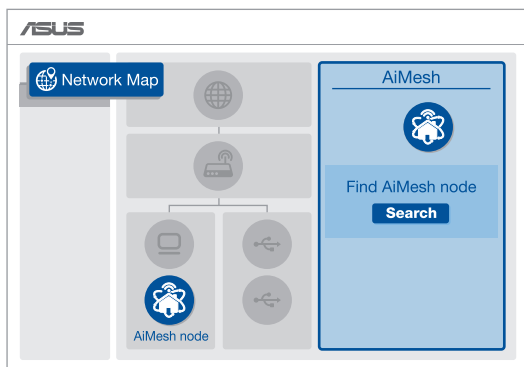 ASUS
Network Map
AiMesh
Find AiMesh node
Search
AiMesh node